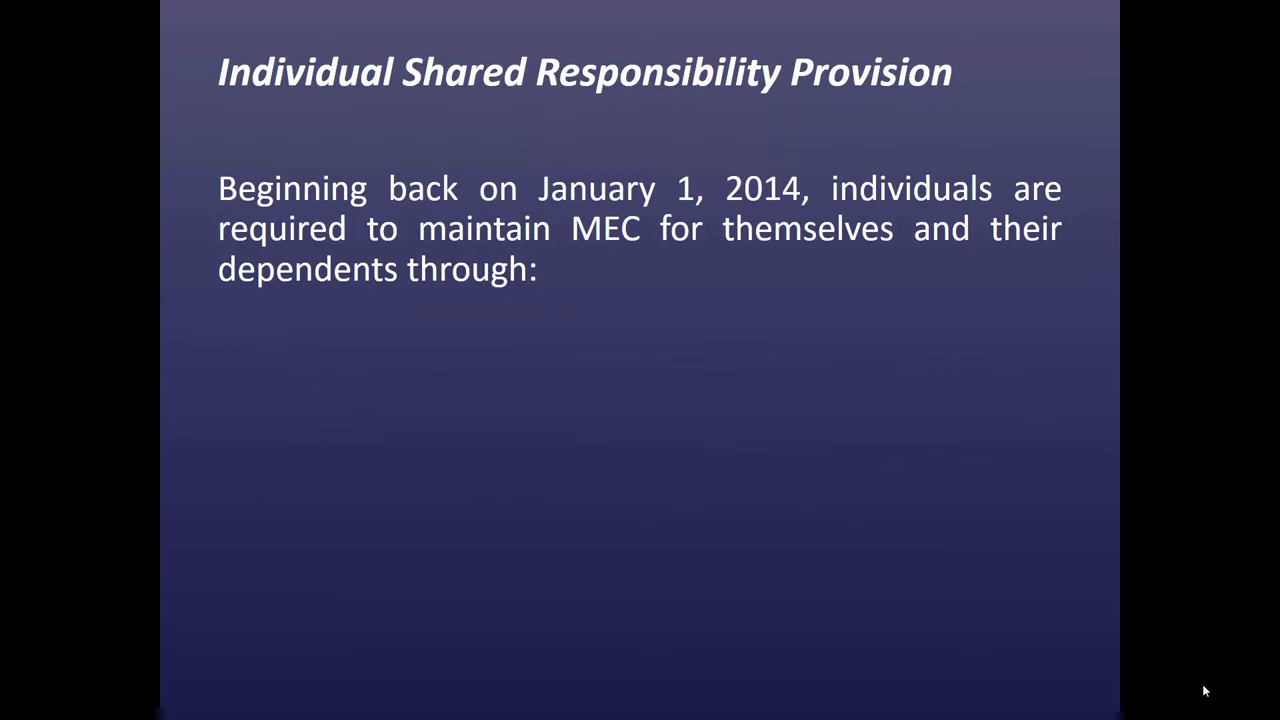 Individual Shared Responsibility Provision
Beginning back on January 1, 2014, individuals are
required to maintain MEC for themselves and their
dependents through: